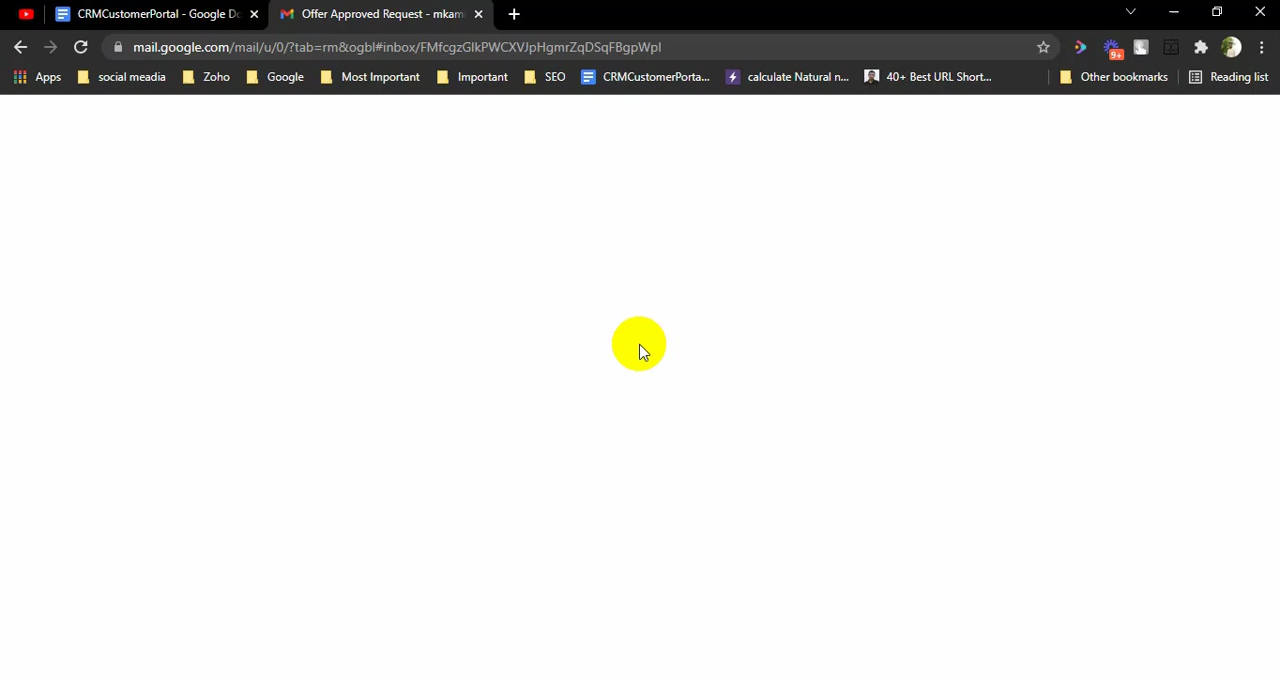 CRMCustomerPortal - Google Do
Offer Approved Request - mkam
mail.google.com/mail/u/0/?tab=rm&ogbl#inbox/FMfcgzGlkPWCXVJpHgmrZqDSqFBgpWpl
9+
Apps social meadia Zoho Google Most Important Important SEO CRMCustomerPorta... calculate Natural n... 40+ Best URL Short... Other bookmarks Reading list